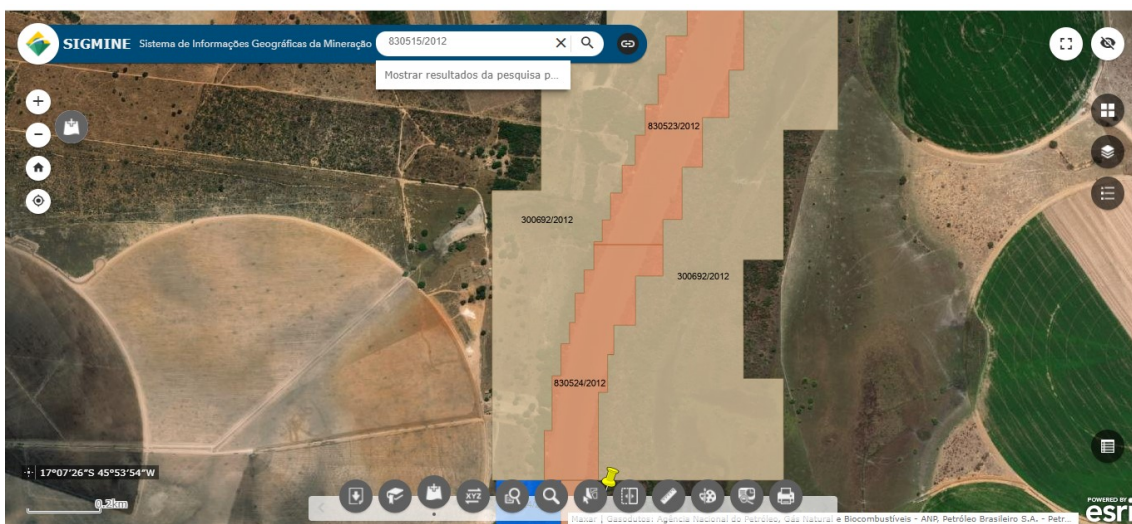 SIGMINE Sistema de Informações Geográficas da Mineração 830515/2012
Mostrar resultados da pesquisa p...
830523/2012
300692/2012
300692/2012
830524/2012
17°07'26"S 45°53'54"W
0.2km
XYZ
POWERED BY
esri
Maxar | Gasodutos: Agência Nacional do Petróleo, Gás Natural e Biocombustíveis - ANP, Petróleo Brasileiro S.A. - Petr...